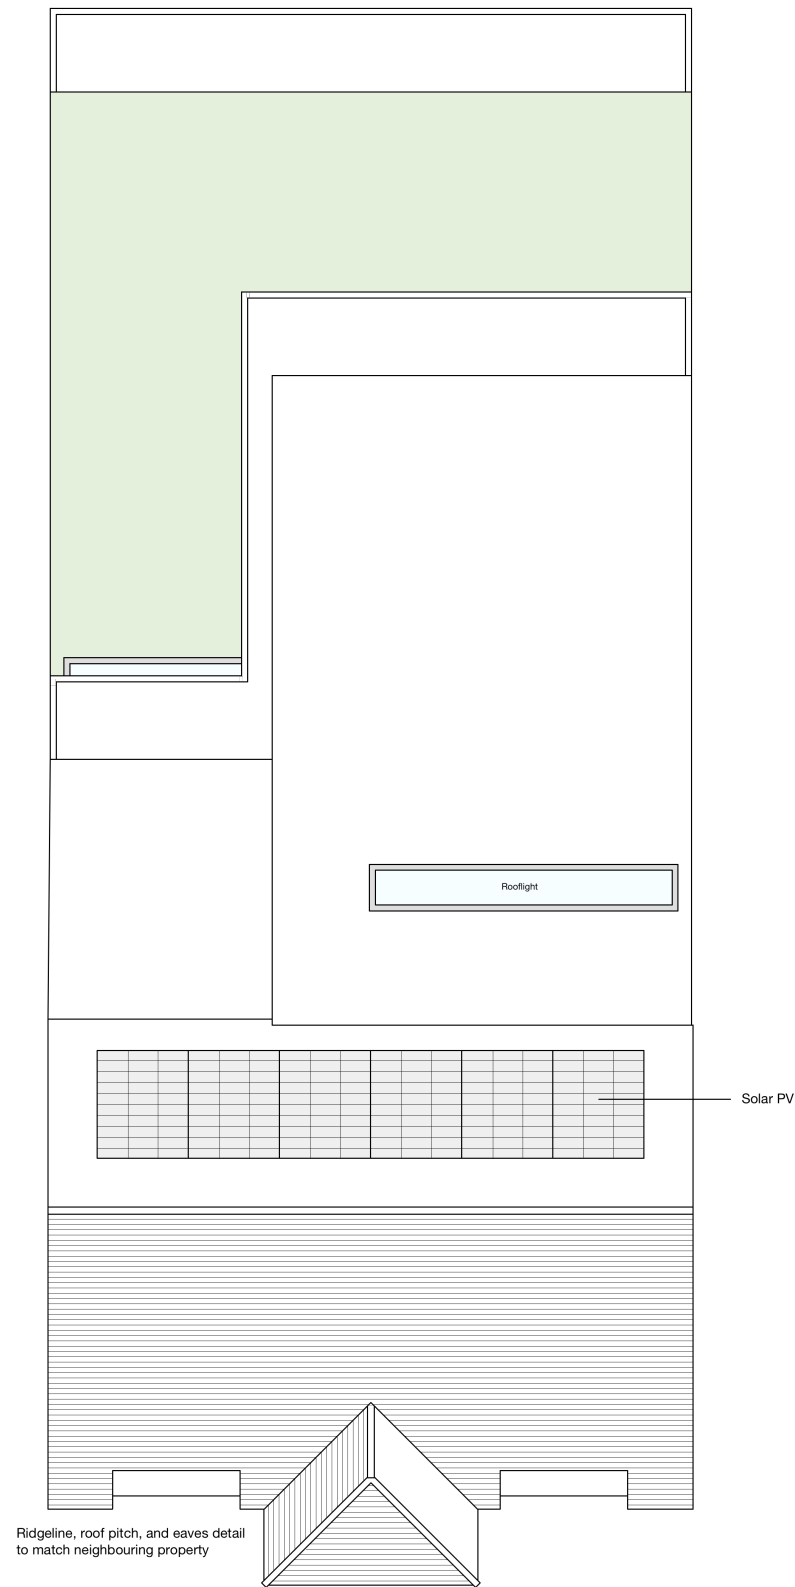 Rooflight
Solar PV
Ridgeline, roof pitch, and eaves detail
to match neighbouring property